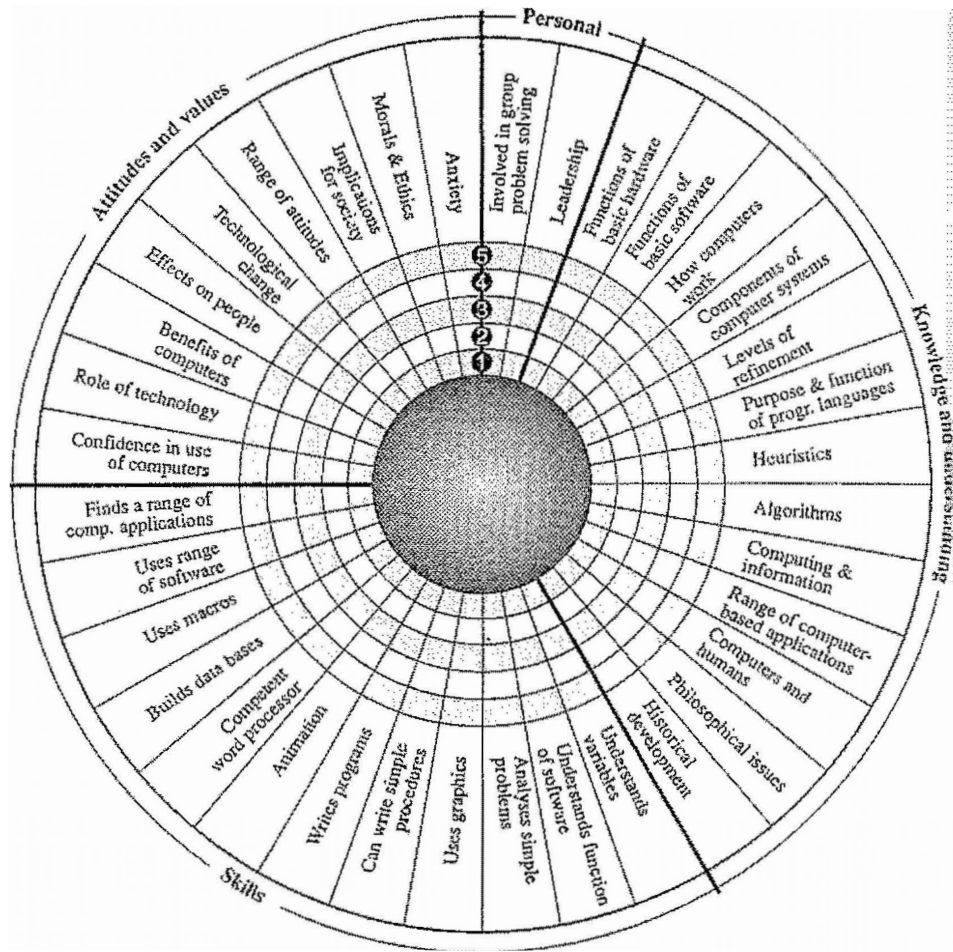 Personal
Involved in group
problem solving
Leadership
Knowledge and understanding
Functions of
basic hardware
Functions of
basic software
How computers
work
Components of
computer systems
Levels of
refinement
Purpose & function
of progr. languages
Heuristics
Algorithms
Computing &
information
Range of computer-
based applications
Computers and
humans
Philosophical issues
Historical
development
Skills
Understands
variables
Understands function
of software
Analyses simple
problems
Uses graphics
Can write simple
procedures
Writes programs
Animation
Competent
word processor
Builds data bases
Uses macros
Uses range
of software
Finds a range of
comp. applications
Attitudes and values
Confidence in use
of computers
Role of technology
Benefits of
computers
Effects on people
Technological
change
Range of attitudes
Implications
for society
Morals & Ethics
Anxiety
5
4
3
2
1